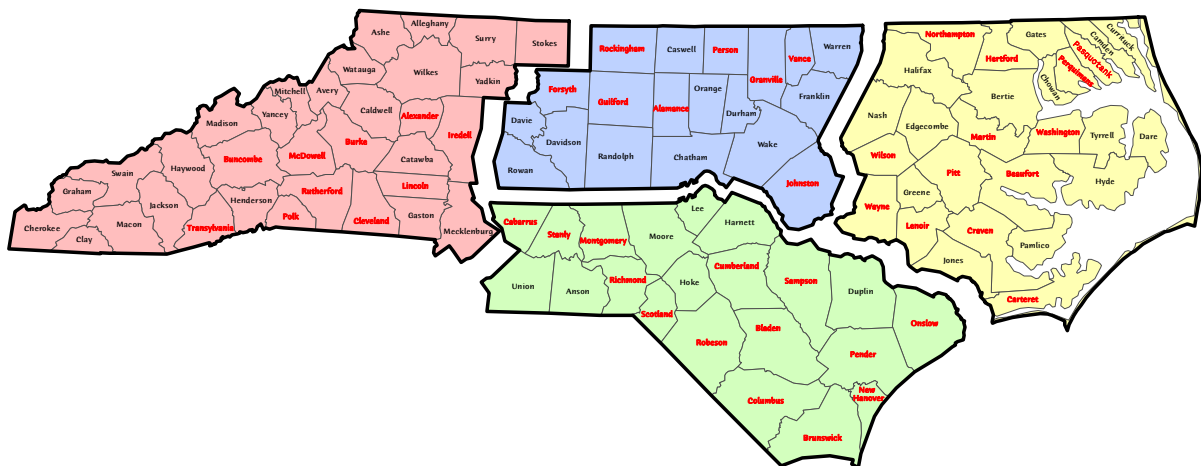 Ashe
Alleghany
Surry
Stokes
Watauga
Wilkes
Yadkin
Mitchell
Avery
Caldwell
Alexander
Iredell
Madison
Yancey
Burke
Catawba
Buncombe
McDowell
Haywood
Swain
Graham
Cherokee
Clay
Macon
Jackson
Transylvania
Henderson
Polk
Rutherford
Cleveland
Lincoln
Gaston
Mecklenburg
Rockingham
Caswell
Person
Granville
Vance
Warren
Forsyth
Guilford
Alamance
Orange
Durham
Franklin
Davie
Davidson
Rowan
Randolph
Chatham
Wake
Johnston
Cabarrus
Stanly
Montgomery
Moore
Lee
Harnett
Union
Anson
Richmond
Hoke
Cumberland
Sampson
Duplin
Onslow
Scotland
Robeson
Bladen
Pender
Columbus
New
Hanover
Brunswick
Northampton
Gates
Currituck
Camden
Pasquotank
Perquimans
Hertford
Halifax
Chowan
Bertie
Nash
Edgecombe
Martin
Washington
Tyrrell
Dare
Wilson
Pitt
Beaufort
Hyde
Wayne
Greene
Lenoir
Craven
Pamlico
Jones
Carteret